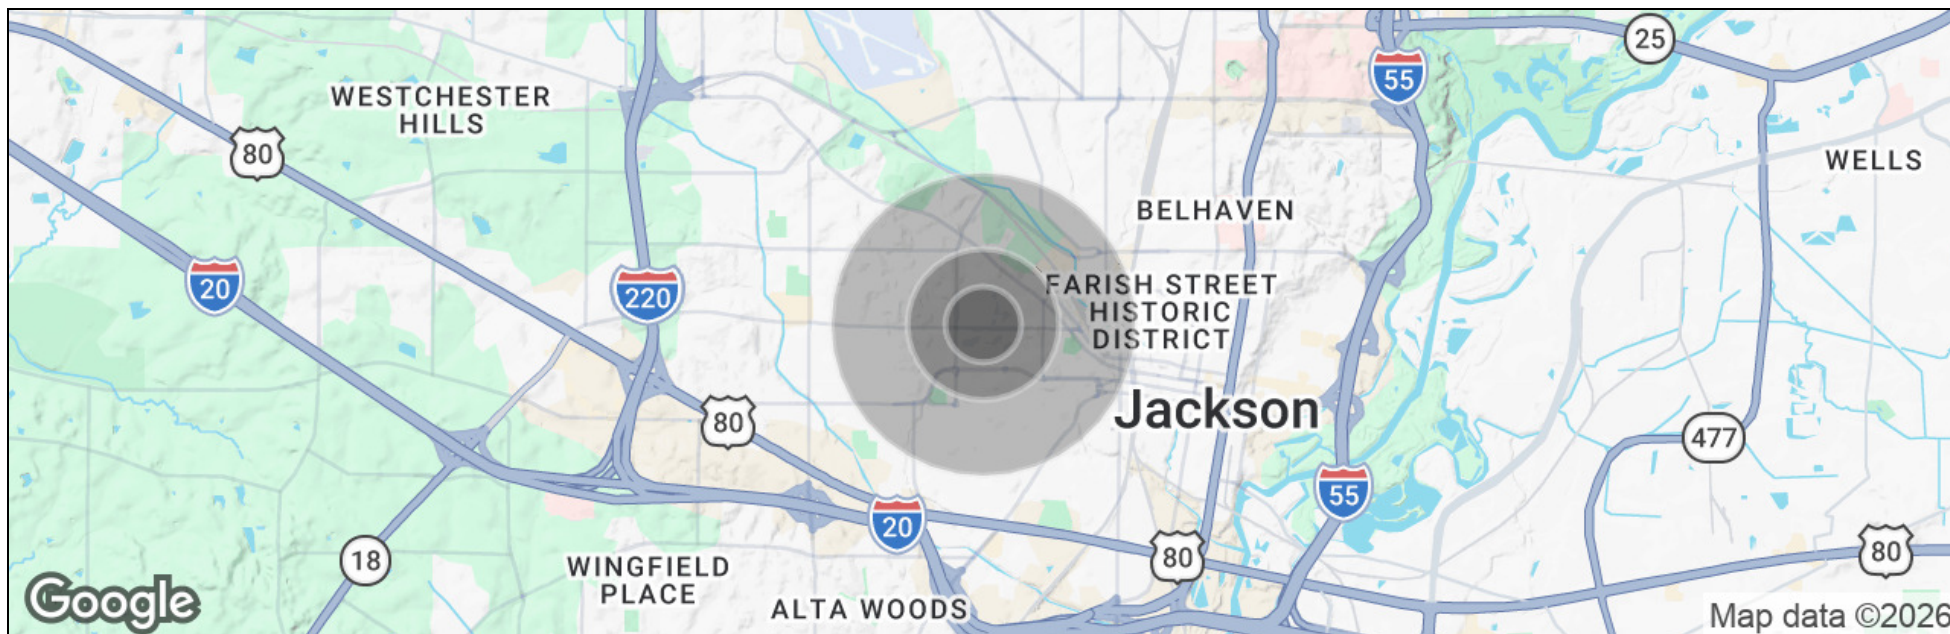 25
55
WESTCHESTER
HILLS
80
WELLS
BELHAVEN
20
220
FARISH STREET
HISTORIC
DISTRICT
Jackson
80
477
55
20
80
80
18
WINGFIELD
PLACE
ALTA WOODS
Google
Map data ©2026